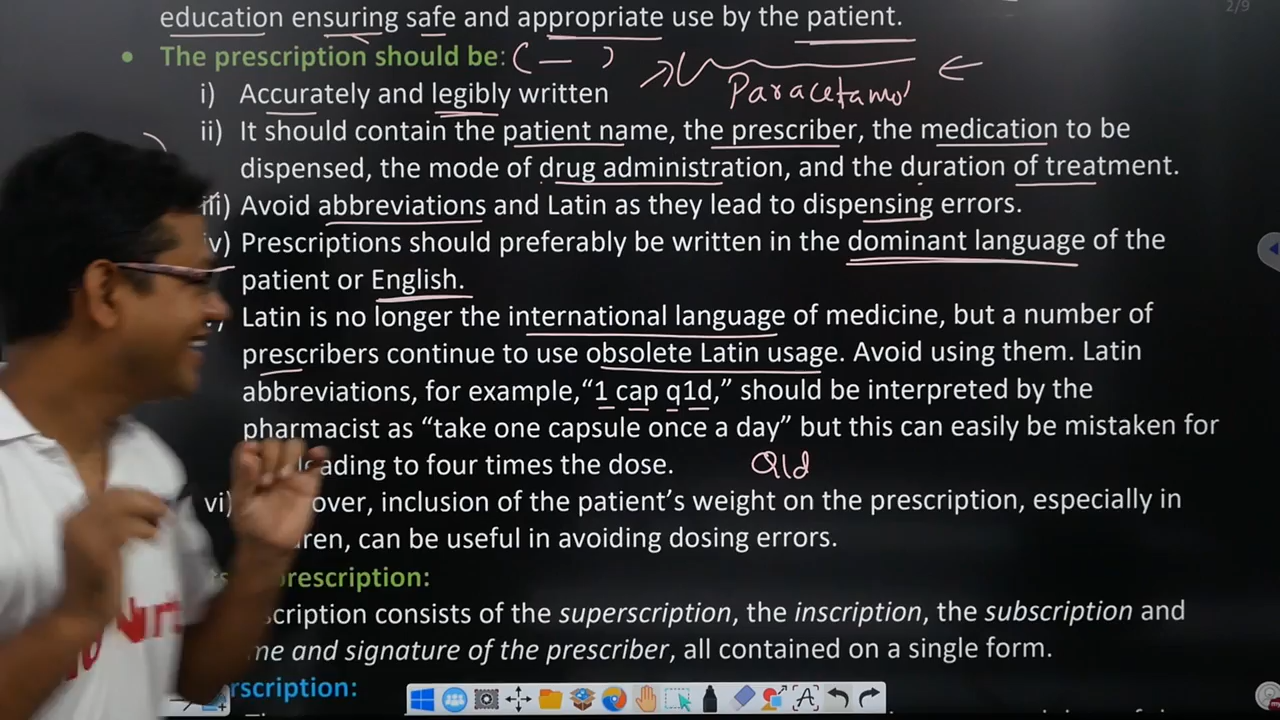 2/9
education ensuring safe and appropriate use by the patient.
• The prescription should be: ( — )
Paracetamol
i) Accurately and legibly written
ii) It should contain the patient name, the prescriber, the medication to be
dispensed, the mode of drug administration, and the duration of treatment.
iii) Avoid abbreviations and Latin as they lead to dispensing errors.
iv) Prescriptions should preferably be written in the dominant language of the
patient or English.
) Latin is no longer the international language of medicine, but a number of
prescribers continue to use obsolete Latin usage. Avoid using them. Latin
abbreviations, for example,“1 cap q1d,” should be interpreted by the
pharmacist as “take one capsule once a day” but this can easily be mistaken for
leading to four times the dose. Q1d
vi) over, inclusion of the patient’s weight on the prescription, especially in
ren, can be useful in avoiding dosing errors.
prescription:
scription consists of the superscription, the inscription, the subscription and
me and signature of the prescriber, all contained on a single form.
rscription: